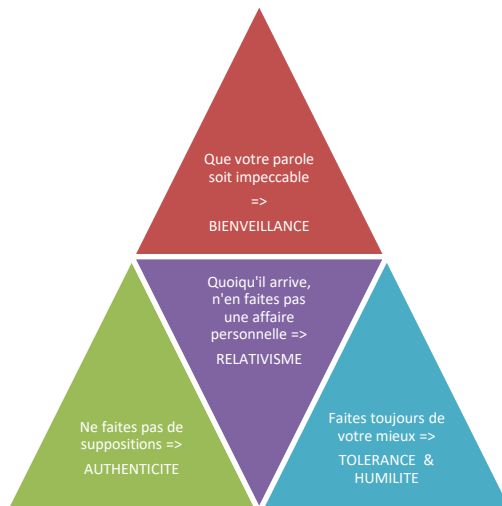 Que votre parole
soit impeccable
=>
BIENVEILLANCE
Quoiqu'il arrive,
n'en faites pas
une affaire
personnelle =>
RELATIVISME
Ne faites pas de
suppositions =>
AUTHENTICITE
Faites toujours de
votre mieux =>
TOLERANCE &
HUMILITE